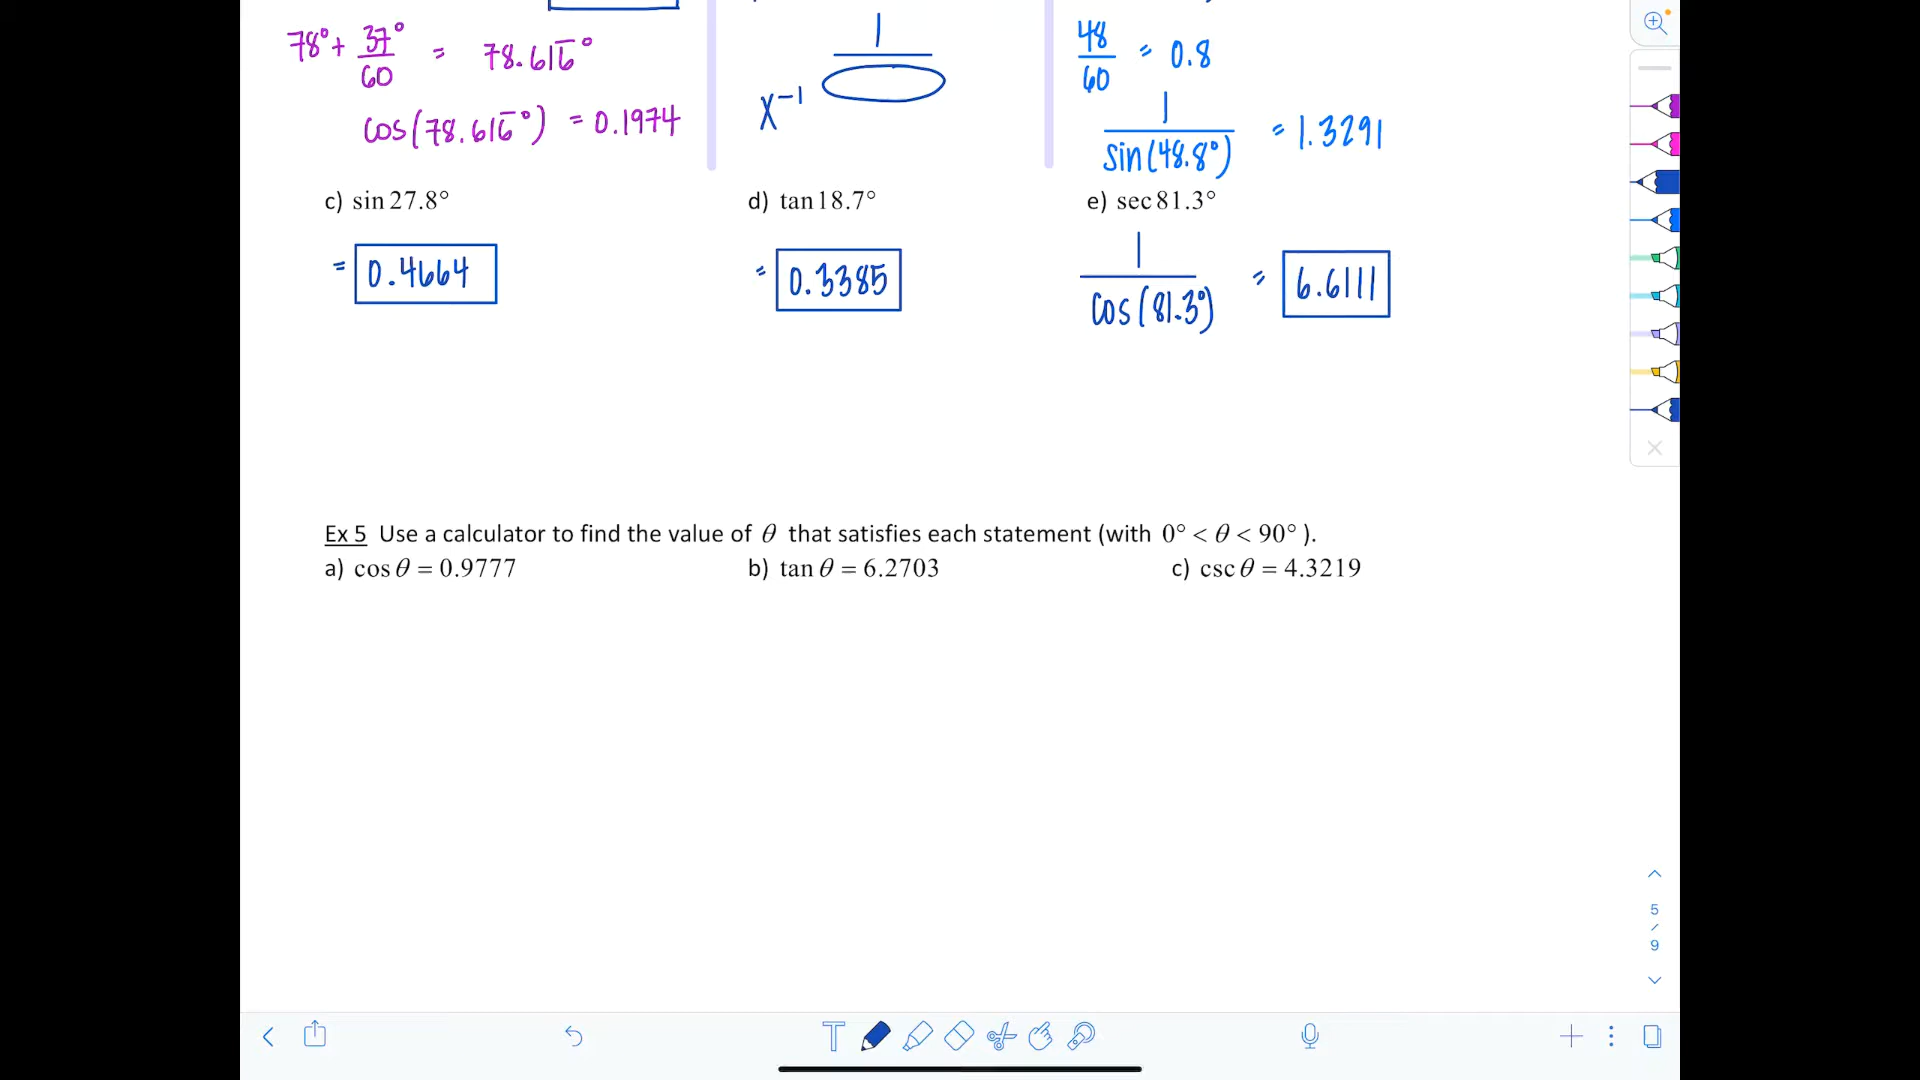 78° + 37°/60 = 78.616̅°
cos(78.616̅°) = 0.1974
1
x⁻¹
48/60 = 0.8
1/sin(48.8°) = 1.3291
c) sin 27.8°
= 0.4664
d) tan 18.7°
= 0.3385
e) sec 81.3°
1/cos(81.3°) = 6.6111
Ex 5 Use a calculator to find the value of θ that satisfies each statement (with 0° < θ < 90° ).
a) cos θ = 0.9777
b) tan θ = 6.2703
c) csc θ = 4.3219
5
/
9
T